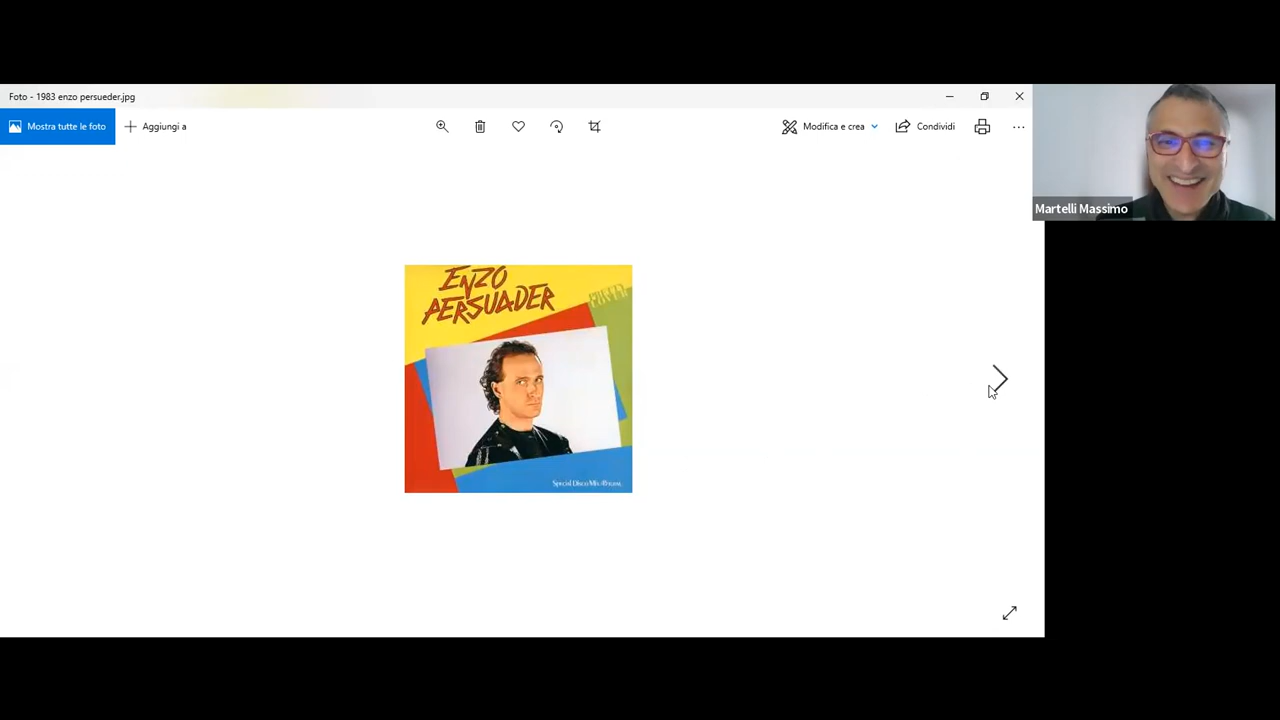 Foto - 1983 enzo persueder.jpg
Mostra tutte le foto
Aggiungi a
Modifica e crea
Condividi
Martelli Massimo
ENZO
PERSUADER
Special Disco Mix